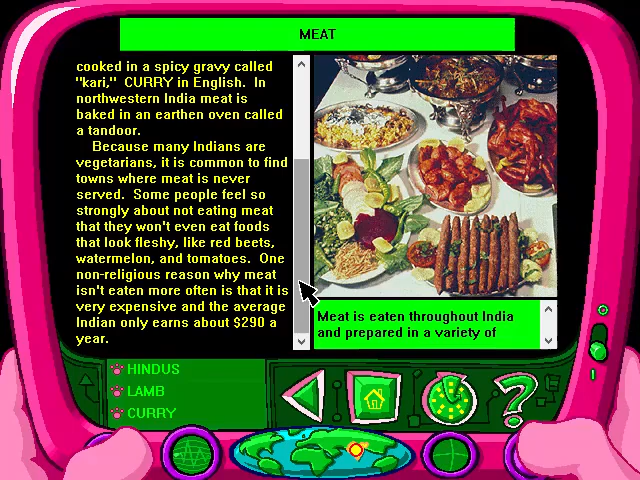 MEAT
cooked in a spicy gravy called
"kari,"  CURRY in English.  In
northwestern India meat is
baked in an earthen oven called
a tandoor.
Because many Indians are
vegetarians, it is common to find
towns where meat is never
served.  Some people feel so
strongly about not eating meat
that they won't even eat foods
that look fleshy, like red beets,
watermelon, and tomatoes.  One
non-religious reason why meat
isn't eaten more often is that it is
very expensive and the average
Indian only earns about $290 a
year.
Meat is eaten throughout India
and prepared in a variety of
HINDUS
LAMB
CURRY